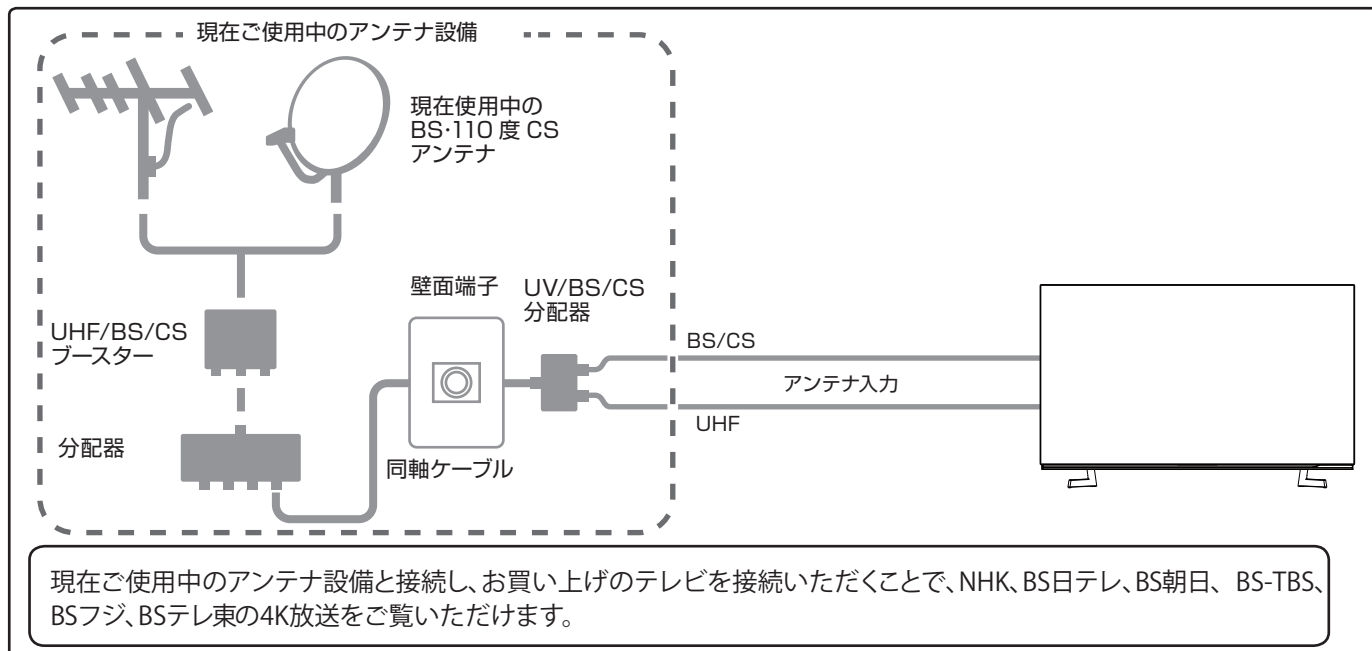 現在ご使用中のアンテナ設備
現在使用中の
BS・110 度 CS
アンテナ
壁面端子
UV/BS/CS
分配器
UHF/BS/CS
ブースター
BS/CS
アンテナ入力
UHF
分配器
同軸ケーブル
現在ご使用中のアンテナ設備と接続し、お買い上げのテレビを接続いただくことで、NHK、BS日テレ、BS朝日、 BS-TBS、
BSフジ、BSテレ東の4K放送をご覧いただけます。